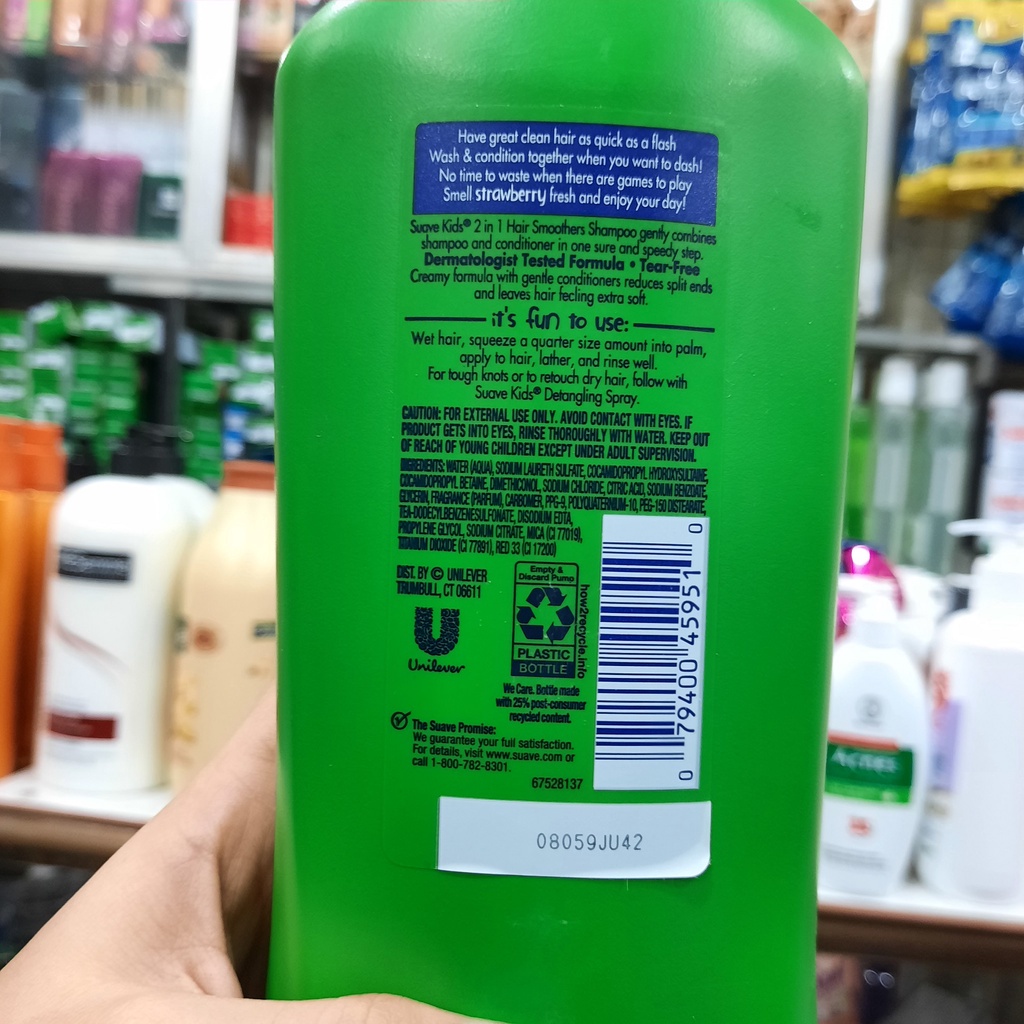 Have great clean hair as quick as a flash
Wash & condition together when you want to dash!
No time to waste when there are games to play
Smell strawberry fresh and enjoy your day!
Suave Kids® 2 in 1 Hair Smoothers Shampoo gently combines
shampoo and conditioner in one sure and speedy step.
Dermatologist Tested Formula • Tear-Free
Creamy formula with gentle conditioners reduces split ends
and leaves hair feeling extra soft.
it's fun to use:
Wet hair, squeeze a quarter size amount into palm,
apply to hair, lather, and rinse well.
For tough knots or to retouch dry hair, follow with
Suave Kids® Detangling Spray.
CAUTION: FOR EXTERNAL USE ONLY. AVOID CONTACT WITH EYES. IF
PRODUCT GETS INTO EYES, RINSE THOROUGHLY WITH WATER. KEEP OUT
OF REACH OF YOUNG CHILDREN EXCEPT UNDER ADULT SUPERVISION.
INGREDIENTS: WATER (AQUA), SODIUM LAURETH SULFATE, COCAMIDOPROPYL HYDROXYSULTAINE,
COCAMIDOPROPYL BETAINE, DIMETHICONOL, SODIUM CHLORIDE, CITRIC ACID, SODIUM BENZOATE,
GLYCERIN, FRAGRANCE (PARFUM), CARBOMER, PPG-9, POLYQUATERNIUM-10, PEG-150 DISTEARATE,
TEA-DODECYLBENZENESULFONATE, DISODIUM EDTA,
PROPYLENE GLYCOL, SODIUM CITRATE, MICA (CI 77019),
TITANIUM DIOXIDE (CI 77891), RED 33 (CI 17200)
DIST. BY © UNILEVER
TRUMBULL, CT 06611
Unilever
Empty &
Discard Pump
PLASTIC
BOTTLE
how2recycle.info
We Care. Bottle made
with 25% post-consumer
recycled content.
The Suave Promise:
We guarantee your full satisfaction.
For details, visit www.suave.com or
call 1-800-782-8301.
67528137
0 79400 45951 0
08059JU42